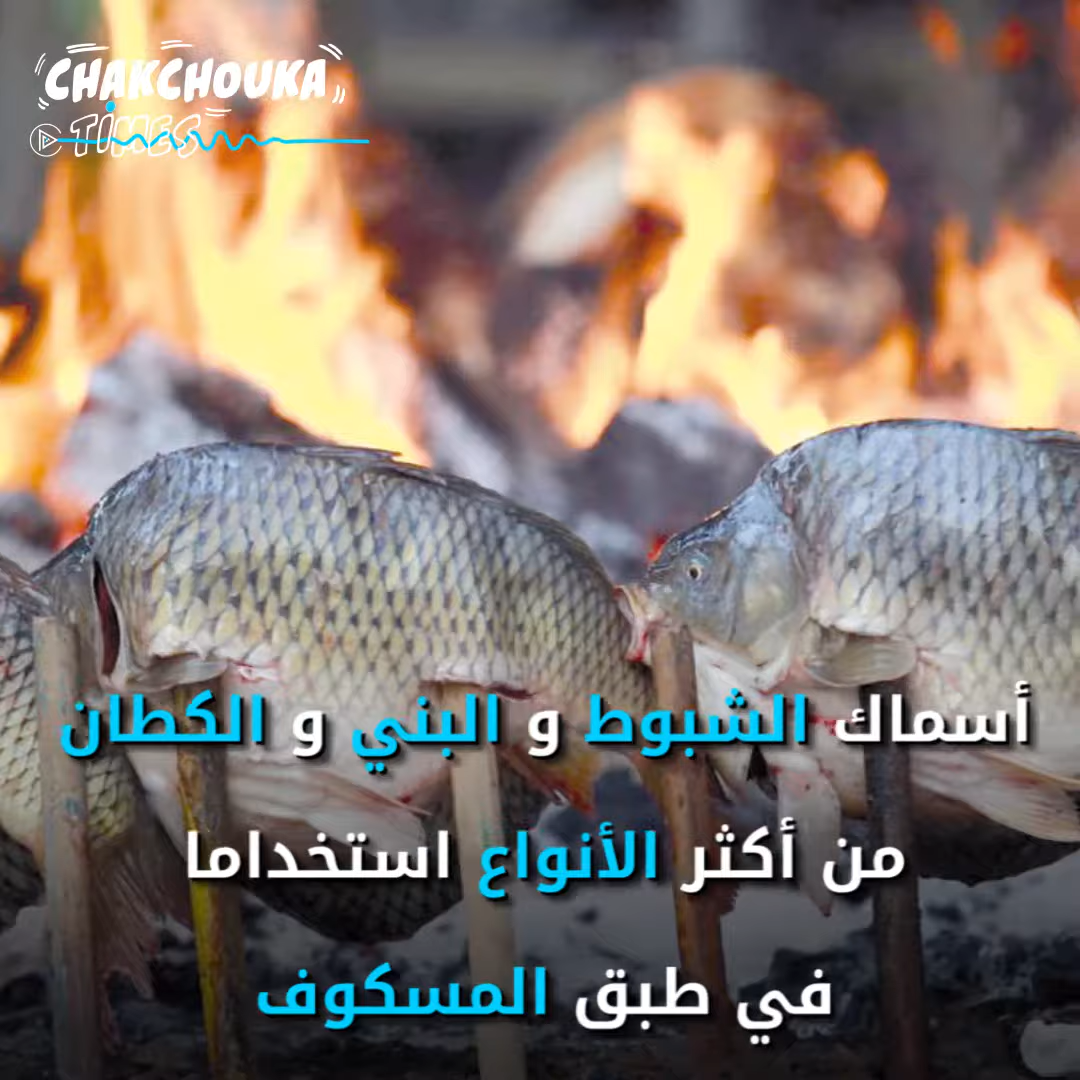 CHAKCHOUKA
TIMES
أسماك الشبوط و البني و الكطان
من أكثر الأنواع استخداما
في طبق المسكوف